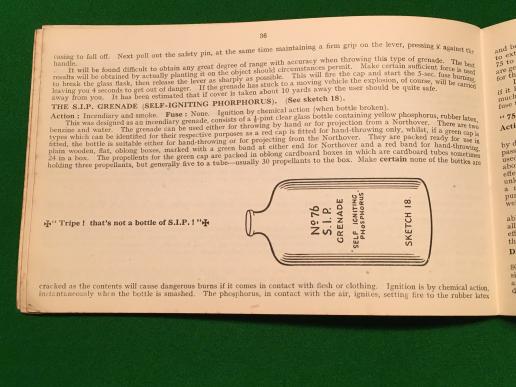 36
causing to fall off. Next poll out the safety pin, at the same time maintaining a firm grip on the lever, pressing it against the
handle.
It will be found difficult to obtain any great degree of range with accuracy when throwing this type of grenade. The best
results will be obtained by actually planting it on the object should circumstances permit. Make certain sufficient force is used
to break the glass flask, then release the lever as sharply as possible. This will fire the cap and start the 5-sec. fuse burning,
leaving you 4 seconds to get out of danger. If the grenade has stuck to a moving vehicle the explosion, of course, will be carried
away from you. It has been estimated that if cover is taken about 10 yards away the user should be quite safe.
THE S.I.P. GRENADE (SELF-IGNITING PHORPHORUS). (See sketch 18).
Action : Incendiary and smoke. Fuse : None. Ignition by chemical action (when bottle broken).
This was designed as an incendiary grenade, consists of a ½-pint clear glass bottle containing yellow phosphorus, rubber latex,
benzine and water. The grenade can be used either for throwing by hand or for projection from a Northover. There are two
types which can be identified for their respective purposes as a red cap is fitted for hand-throwing only, whilst, if a green cap is
fitted, the bottle is suitable either for hand-throwing or for projecting from the Northover. They are packed ready for use in
plain wooden, flat, oblong boxes, marked with a green band at either end for Northover and a red band for hand-throwing,
24 in a box. The propellents for the green cap are packed in oblong cardboard boxes in which are cardboard tubes sometimes
holding three propellants, but generally five to a tube—usually 30 propellants to the box. Make certain none of the bottles are
✠“ Tripe ! that's not a bottle of S.I.P. ! ”✠
No 76
S.I.P.
GRENADE
"SELF IGNITING
PHOSPHORUS"
SKETCH 18.
cracked as the contents will cause dangerous burns if it comes in contact with flesh or clothing. Ignition is by chemical action,
instantaneously when the bottle is smashed. The phosphorus, in contact with the air, ignites, setting fire to the rubber latex